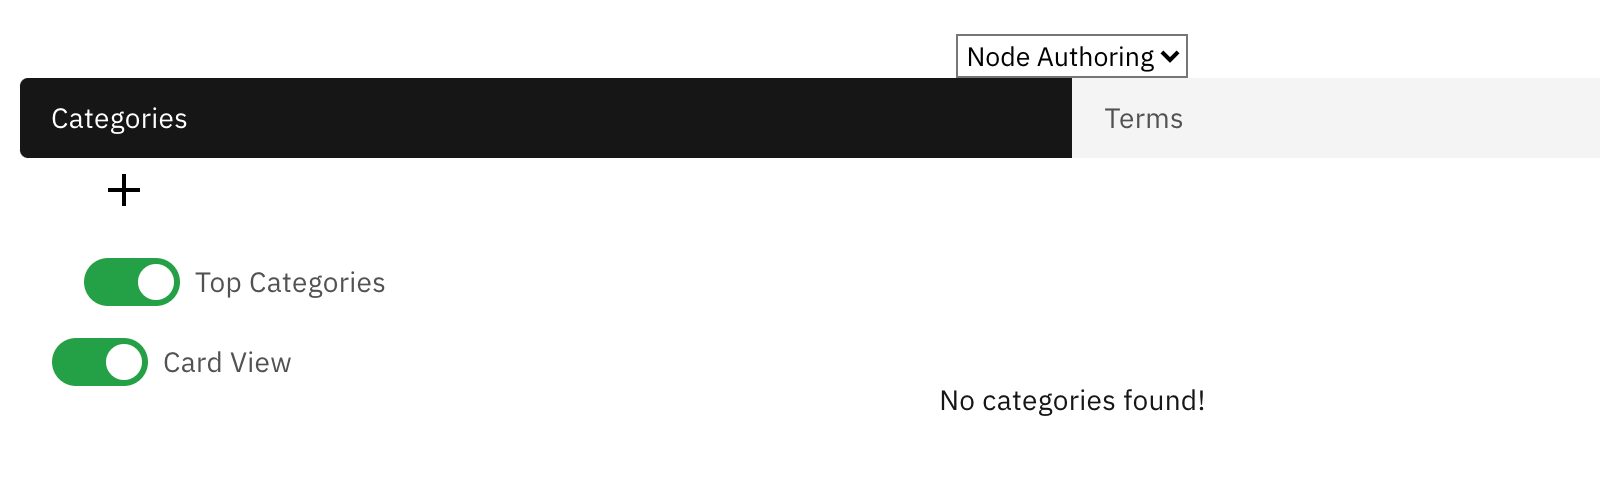 Node Authoring
Categories
Terms
Top Categories
Card View
No categories found!